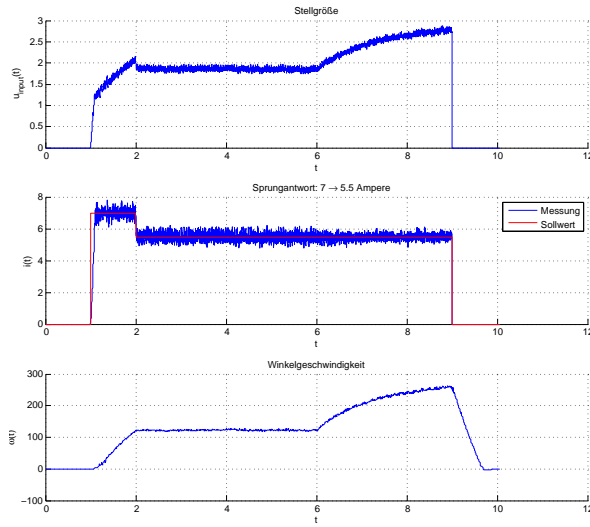 Stellgröße
3
2.5
2
1.5
1
0.5
0
u_input(t)
0 2 4 6 8 10 12
t
Sprungantwort: 7 → 5.5 Ampere
8
6
4
2
0
i(t)
Messung
Sollwert
0 2 4 6 8 10 12
t
Winkelgeschwindigkeit
300
200
100
0
−100
ω(t)
0 2 4 6 8 10 12
t